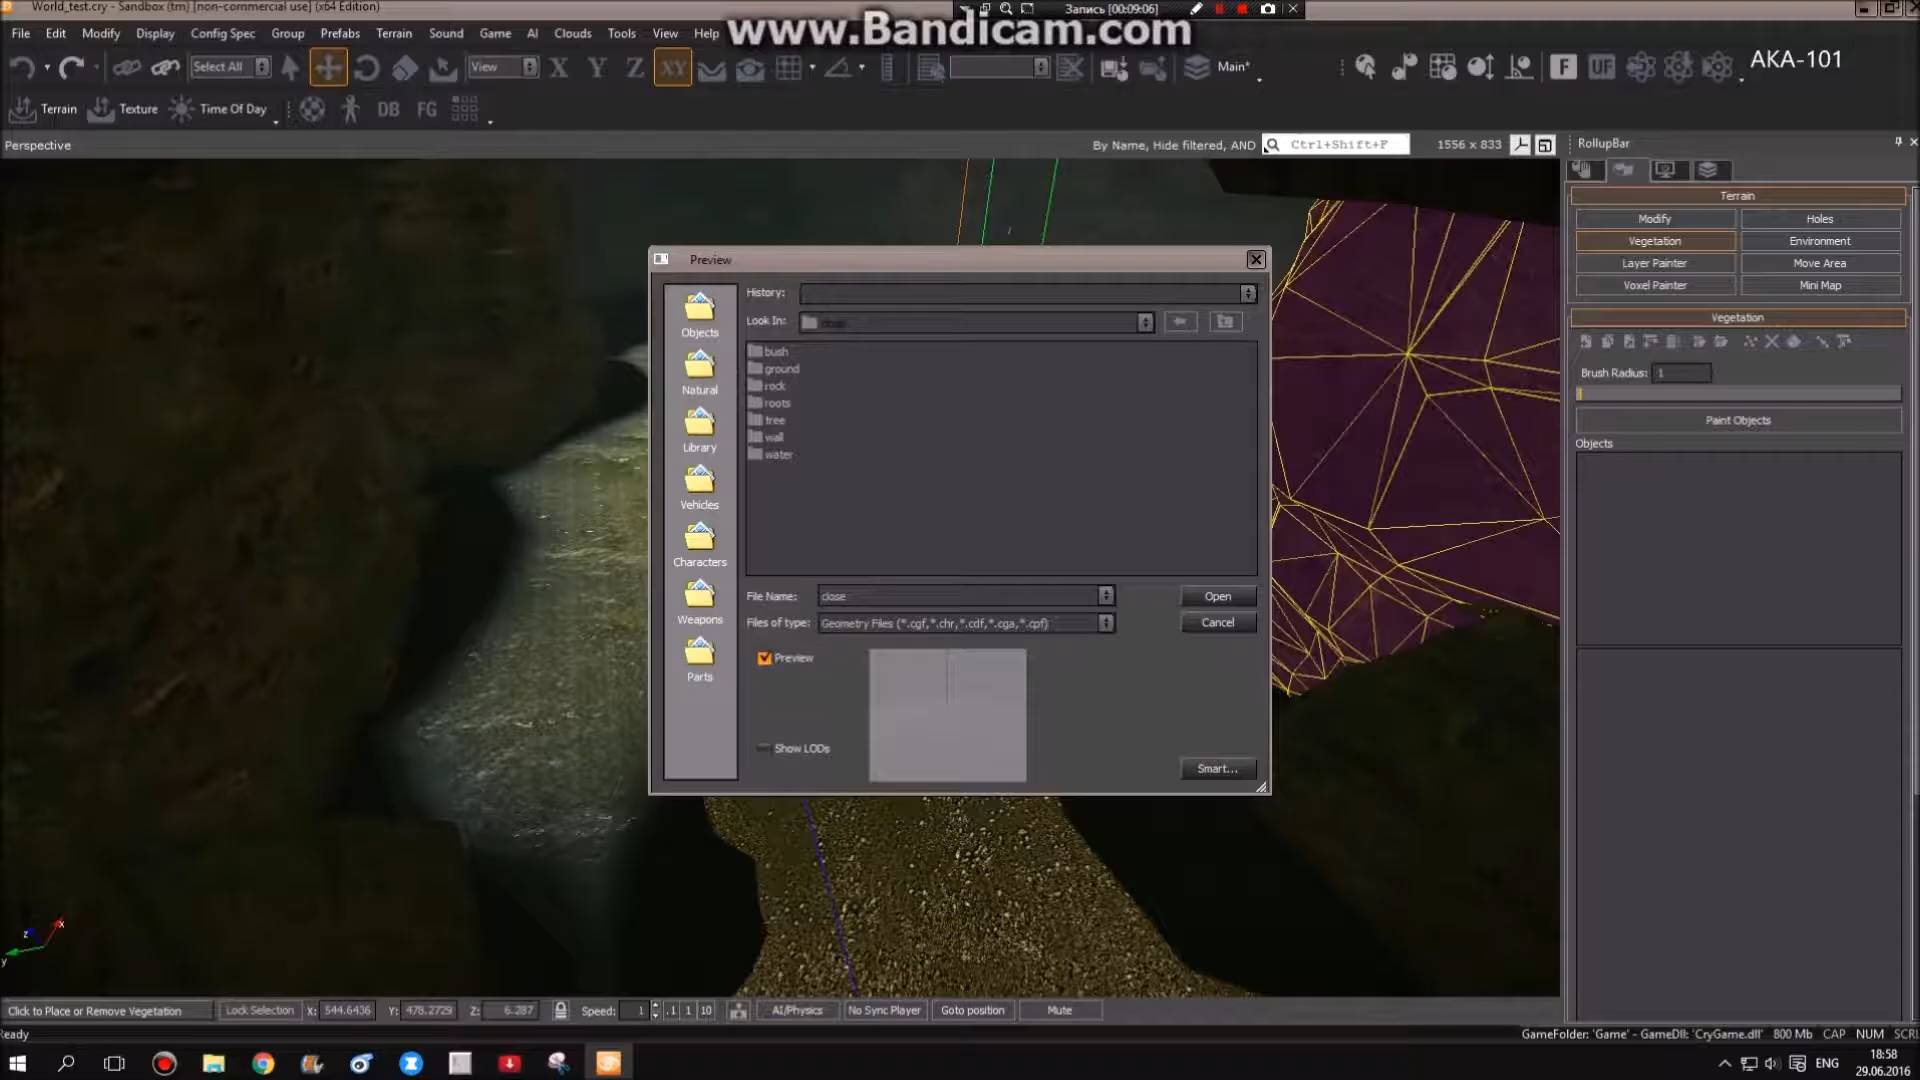 World_test.cry - Sandbox (tm) [non-commercial use] (x64 Edition)
Запись [00:09:06]
www.Bandicam.com
File Edit Modify Display Config Spec Group Prefabs Terrain Sound Game AI Clouds Tools View Help
Select All
View
X Y Z XY
Main*
F UF
AKA-101
Terrain Texture Time Of Day DB FG
Perspective
By Name, Hide filtered, AND
Ctrl+Shift+F
1556 x 833
RollupBar
Terrain
Modify Holes
Vegetation Environment
Layer Painter Move Area
Voxel Painter Mini Map
Vegetation
Brush Radius: 1
Paint Objects
Objects
Preview
Objects
Natural
Library
Vehicles
Characters
Weapons
Parts
History:
Look In:
bush
ground
rock
roots
tree
wall
water
File Name: close
Open
Files of type: Geometry Files (*.cgf,*.chr,*.cdf,*.cga,*.cpf)
Cancel
Preview
Show LODs
Smart...
x
z
y
Click to Place or Remove Vegetation Lock Selection X: 544.6436 Y: 478.2729 Z: 6.287 Speed: 1 .1 1 10 AI/Physics No Sync Player Goto position Mute
Ready
GameFolder: 'Game' - GameDll: 'CryGame.dll' 800 Mb CAP NUM SCRL
ENG
18:58
29.06.2016